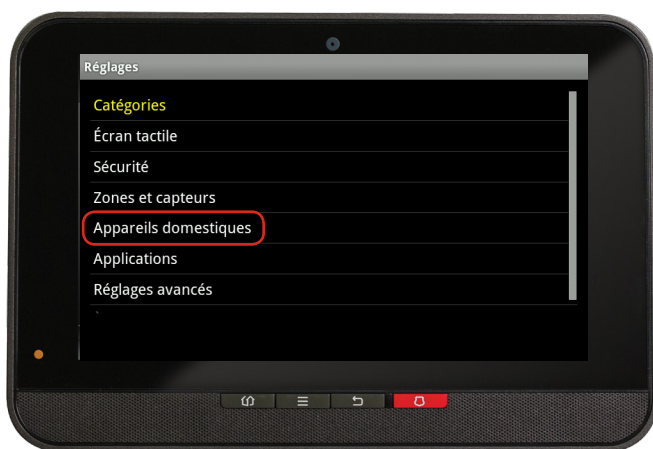 Réglages
Catégories
Écran tactile
Sécurité
Zones et capteurs
Appareils domestiques
Applications
Réglages avancés